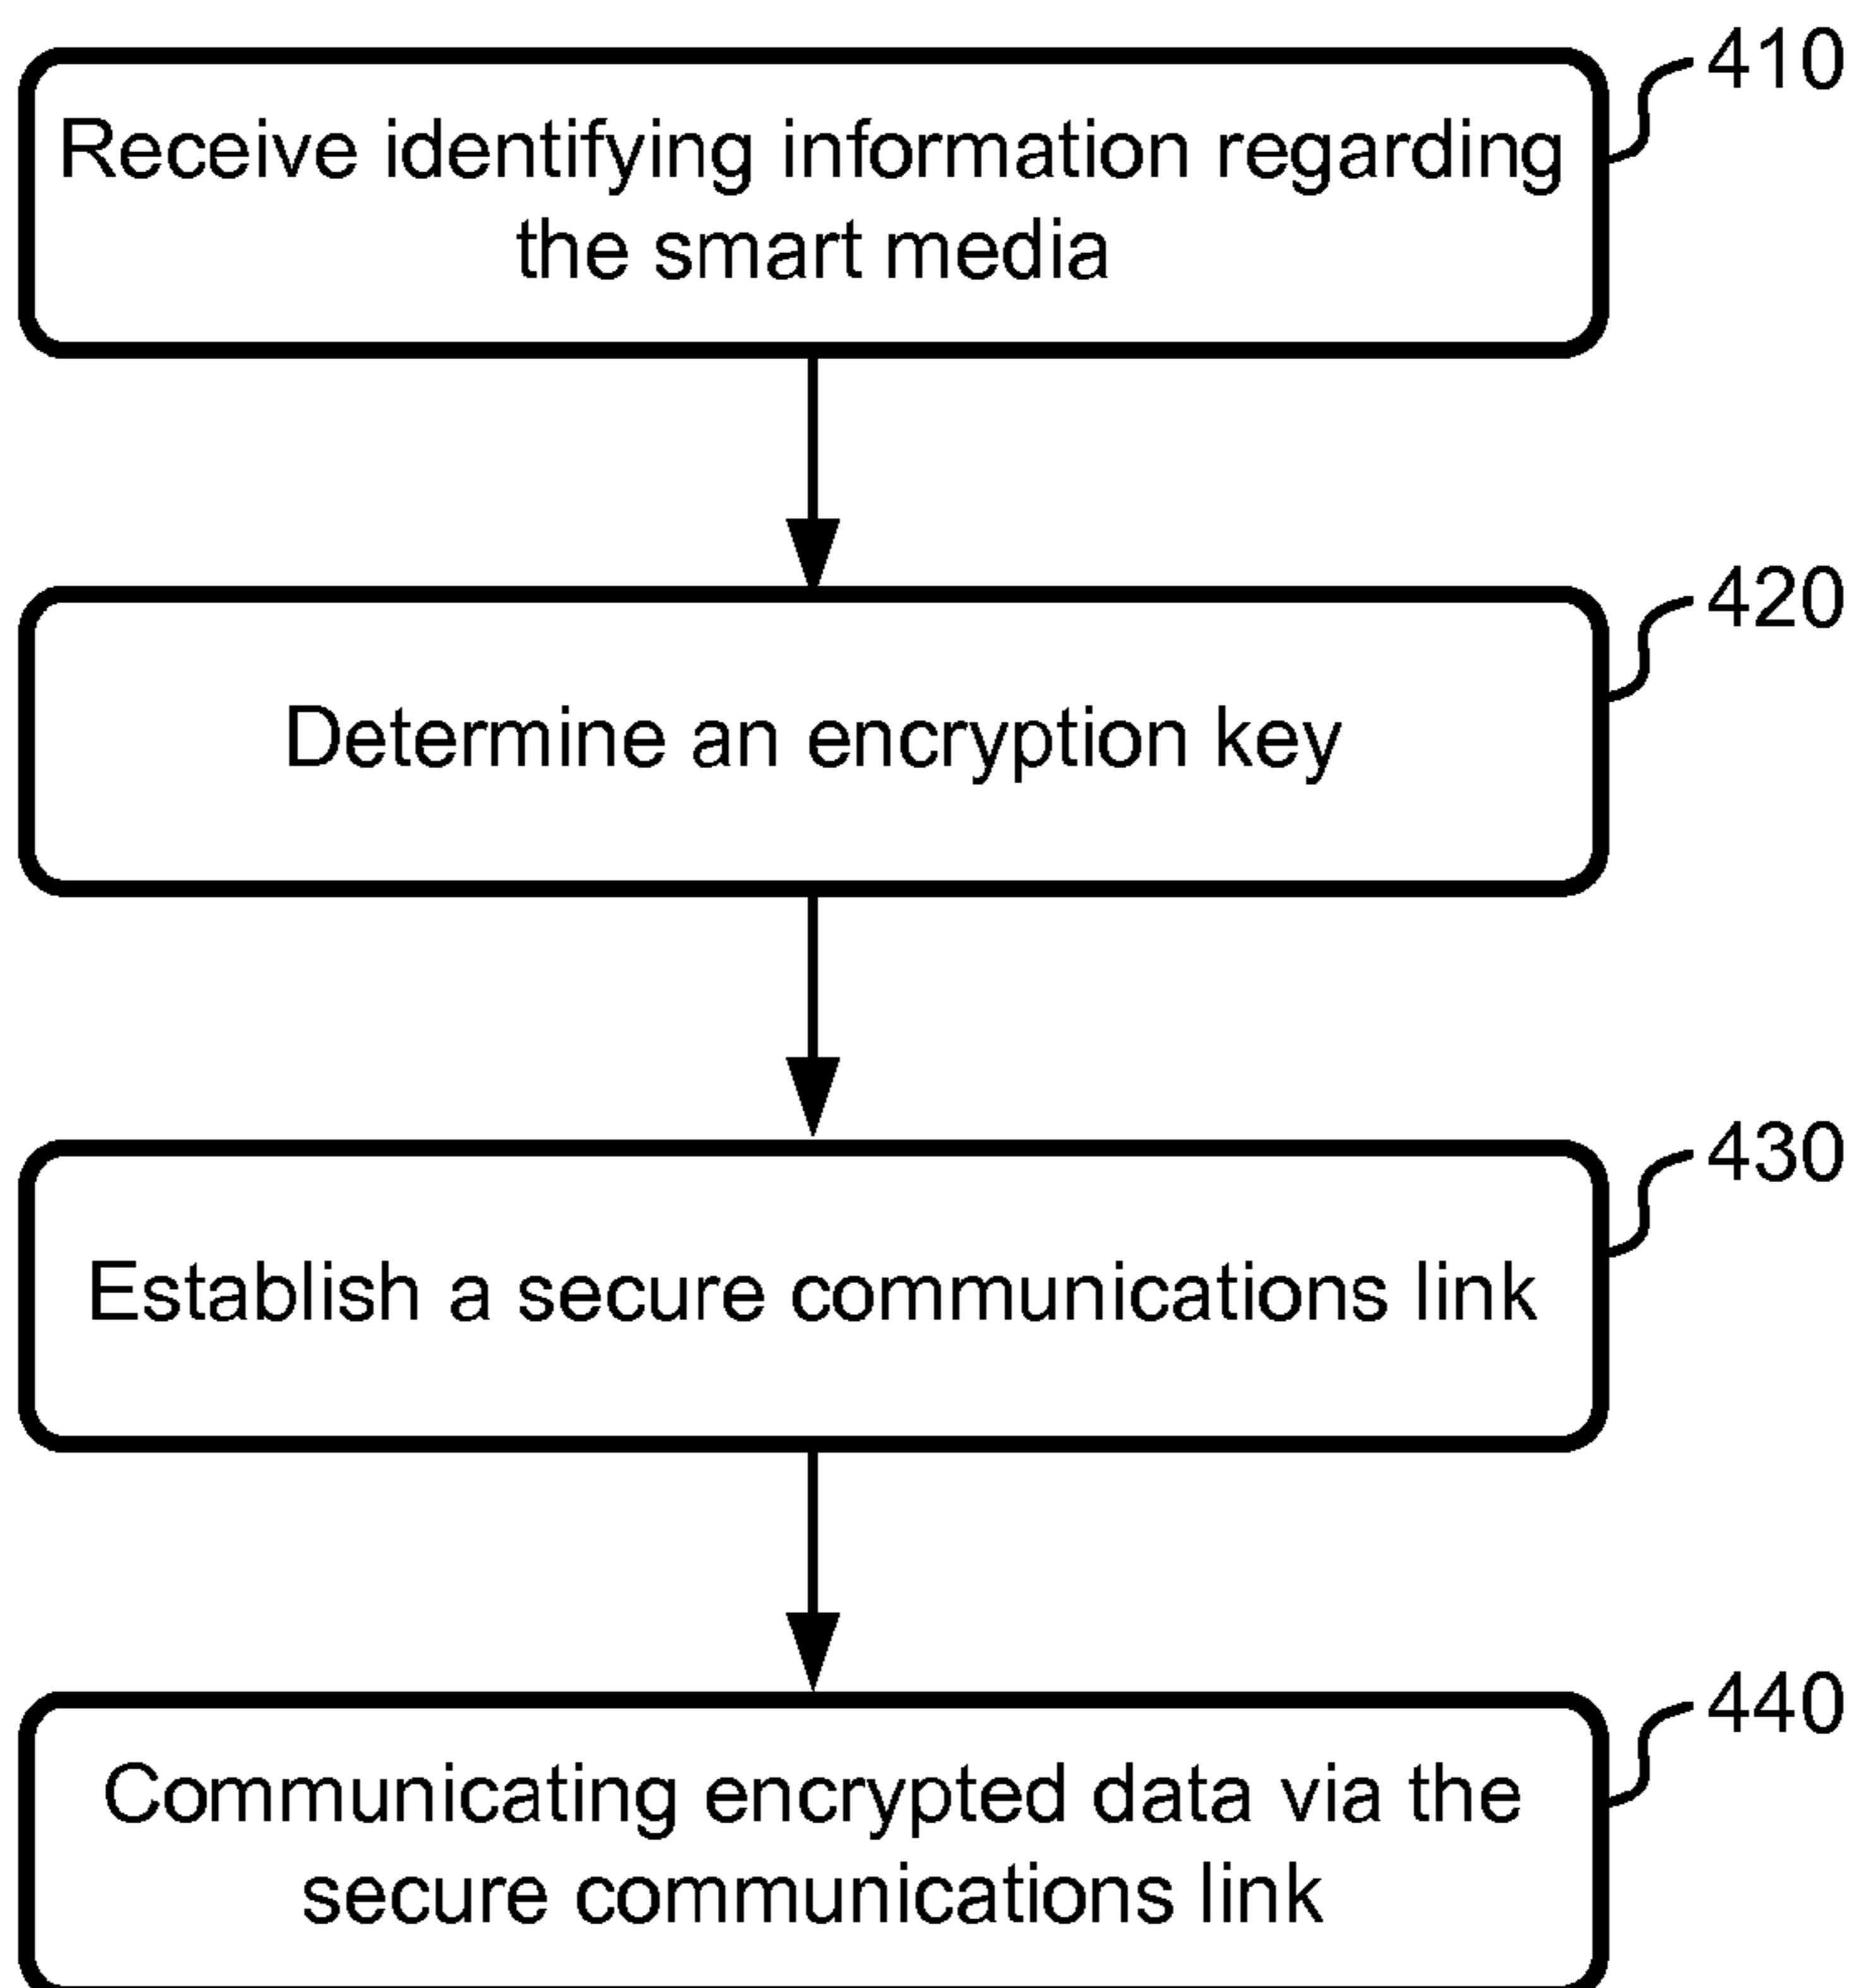 410
Receive identifying information regarding
the smart media
420
Determine an encryption key
430
Establish a secure communications link
440
Communicating encrypted data via the
secure communications link